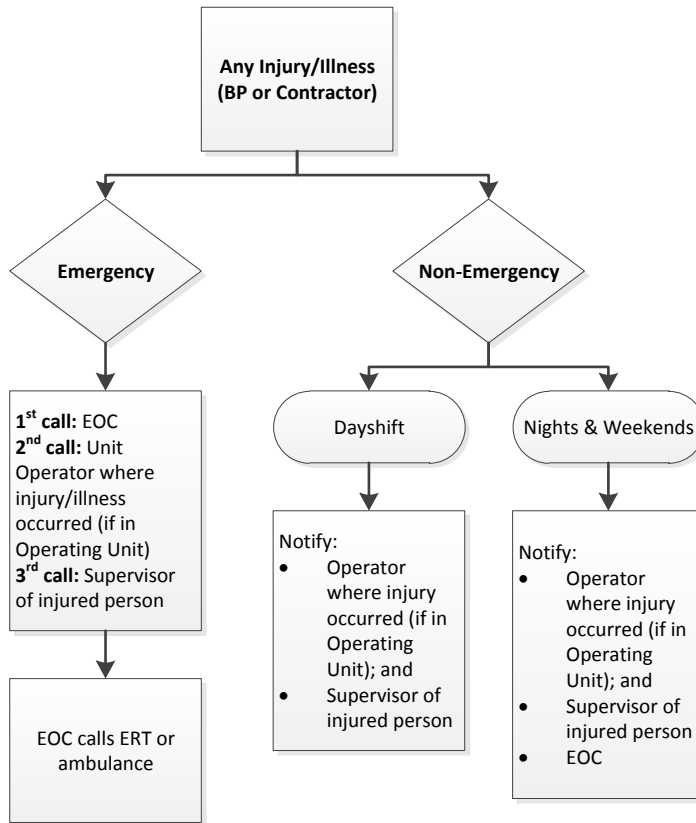 Any Injury/Illness
(BP or Contractor)
Emergency
Non-Emergency
1st call: EOC
2nd call: Unit
Operator where
injury/illness
occurred (if in
Operating Unit)
3rd call: Supervisor
of injured person
Dayshift
Nights & Weekends
Notify:
• Operator
where injury
occurred (if in
Operating
Unit); and
• Supervisor of
injured person
Notify:
• Operator
where injury
occurred (if in
Operating
Unit); and
• Supervisor of
injured person
• EOC
EOC calls ERT or
ambulance